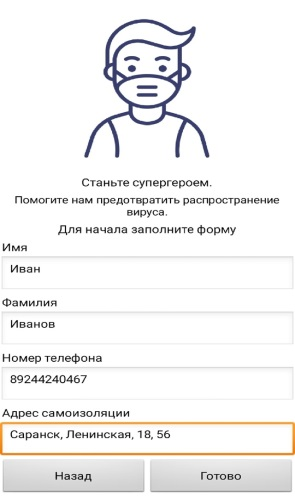 Станьте супергероем.
Помогите нам предотвратить распространение
вируса.
Для начала заполните форму
Имя
Иван
Фамилия
Иванов
Номер телефона
89244240467
Адрес самоизоляции
Саранск, Ленинская, 18, 56
Назад Готово